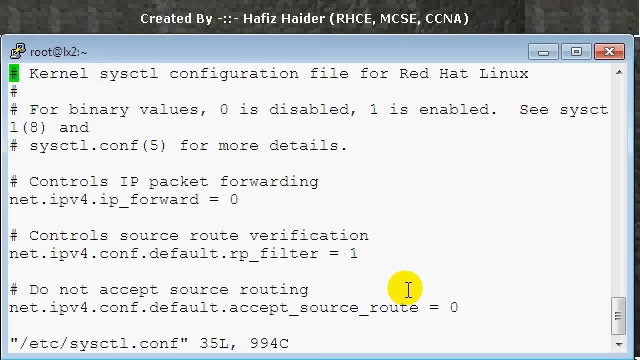 Created By -::- Hafiz Haider (RHCE, MCSE, CCNA)
root@lx2:~
# Kernel sysctl configuration file for Red Hat Linux
#
# For binary values, 0 is disabled, 1 is enabled.  See sysct
l(8) and
# sysctl.conf(5) for more details.
# Controls IP packet forwarding
net.ipv4.ip_forward = 0
# Controls source route verification
net.ipv4.conf.default.rp_filter = 1
# Do not accept source routing
net.ipv4.conf.default.accept_source_route = 0
"/etc/sysctl.conf" 35L, 994C